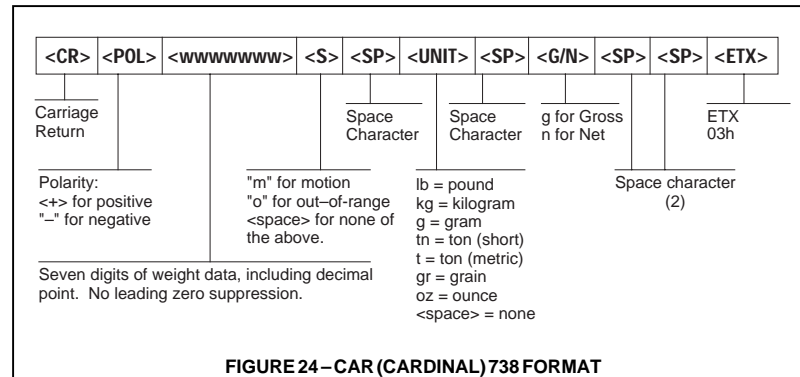 <CR> <POL> <wwwwwww> <S> <SP> <UNIT> <SP> <G/N> <SP> <SP> <ETX>
Carriage
Return
Space
Character
Space
Character
g for Gross
n for Net
ETX
03h
Polarity:
<+> for positive
"–" for negative
"m" for motion
"o" for out–of-range
<space> for none of
the above.
lb = pound
kg = kilogram
g = gram
tn = ton (short)
t = ton (metric)
gr = grain
oz = ounce
<space> = none
Space character
(2)
Seven digits of weight data, including decimal
point. No leading zero suppression.
FIGURE 24 – CAR (CARDINAL) 738 FORMAT